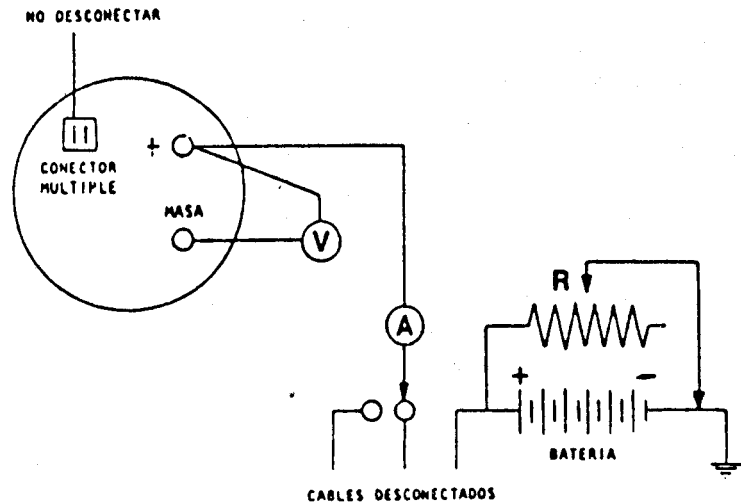 NO DESCONECTAR
+
CONECTOR
MULTIPLE
MASA
V
A
R
+
-
BATERIA
CABLES DESCONECTADOS